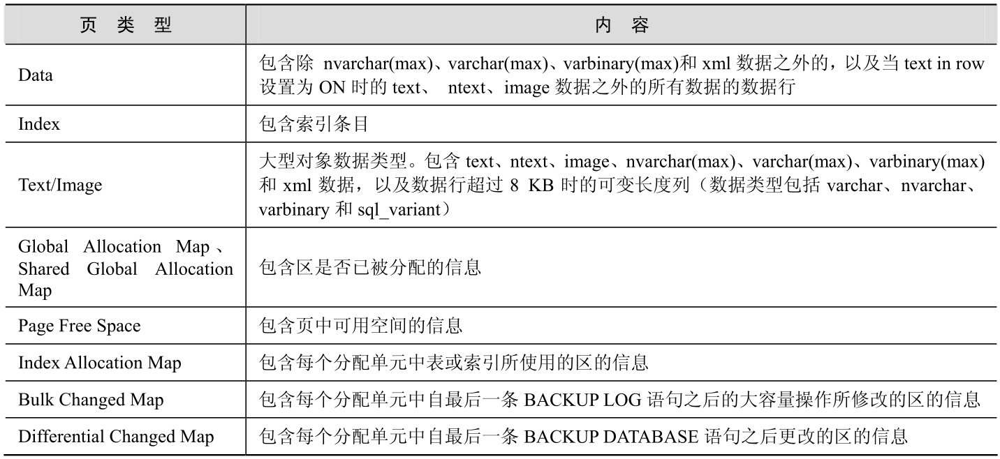 页 类 型 内 容
Data
包含除 nvarchar(max)、varchar(max)、varbinary(max)和 xml 数据之外的，以及当 text in row
设置为 ON 时的 text、 ntext、image 数据之外的所有数据的数据行
Index
包含索引条目
Text/Image
大型对象数据类型。包含 text、ntext、image、nvarchar(max)、varchar(max)、varbinary(max)
和 xml 数据，以及数据行超过 8 KB 时的可变长度列（数据类型包括 varchar、nvarchar、
varbinary 和 sql_variant）
Global Allocation Map、
Shared Global Allocation
Map
包含区是否已被分配的信息
Page Free Space
包含页中可用空间的信息
Index Allocation Map
包含每个分配单元中表或索引所使用的区的信息
Bulk Changed Map
包含每个分配单元中自最后一条 BACKUP LOG 语句之后的大容量操作所修改的区的信息
Differential Changed Map
包含每个分配单元中自最后一条 BACKUP DATABASE 语句之后更改的区的信息